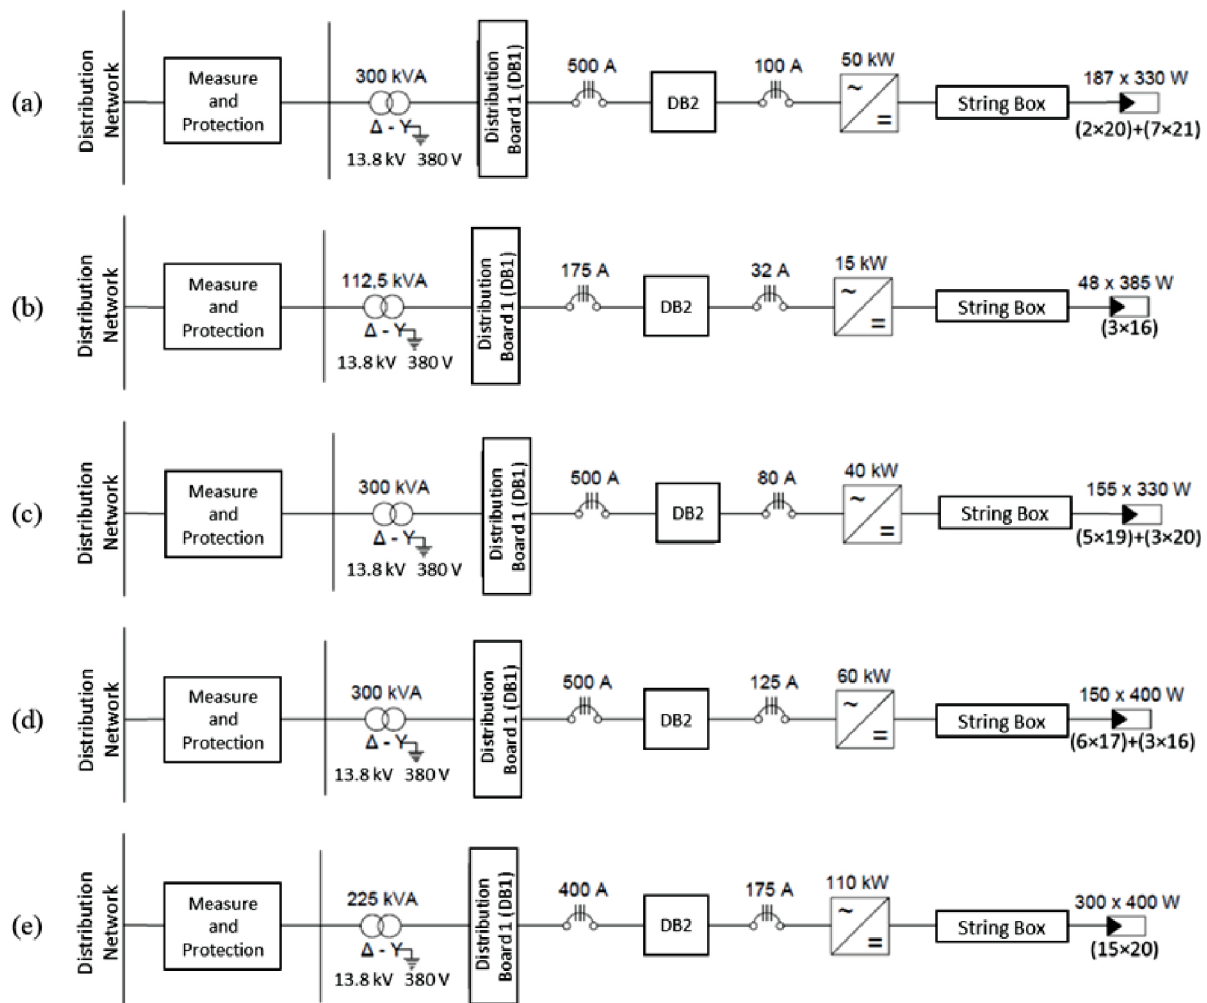 (a)
Distribution
Network
Measure
and
Protection
300 kVA
Δ - Y
13.8 kV 380 V
Distribution
Board 1 (DB1)
500 A
DB2
100 A
50 kW
~
=
String Box
187 x 330 W
(2×20)+(7×21)
(b)
Distribution
Network
Measure
and
Protection
112,5 kVA
Δ - Y
13.8 kV 380 V
Distribution
Board 1 (DB1)
175 A
DB2
32 A
15 kW
~
=
String Box
48 x 385 W
(3×16)
(c)
Distribution
Network
Measure
and
Protection
300 kVA
Δ - Y
13.8 kV 380 V
Distribution
Board 1 (DB1)
500 A
DB2
80 A
40 kW
~
=
String Box
155 x 330 W
(5×19)+(3×20)
(d)
Distribution
Network
Measure
and
Protection
300 kVA
Δ - Y
13.8 kV 380 V
Distribution
Board 1 (DB1)
500 A
DB2
125 A
60 kW
~
=
String Box
150 x 400 W
(6×17)+(3×16)
(e)
Distribution
Network
Measure
and
Protection
225 kVA
Δ - Y
13.8 kV 380 V
Distribution
Board 1 (DB1)
400 A
DB2
175 A
110 kW
~
=
String Box
300 x 400 W
(15×20)